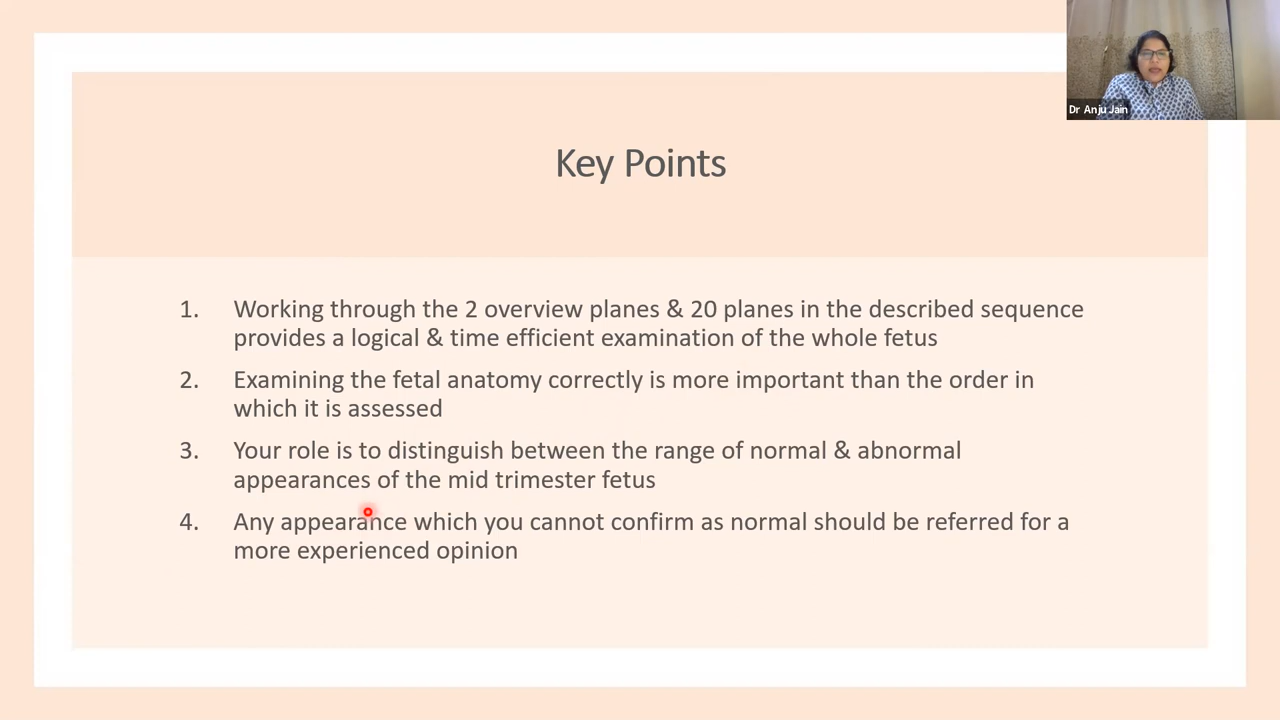 Dr Anju Jain
Key Points
1. Working through the 2 overview planes & 20 planes in the described sequence
provides a logical & time efficient examination of the whole fetus
2. Examining the fetal anatomy correctly is more important than the order in
which it is assessed
3. Your role is to distinguish between the range of normal & abnormal
appearances of the mid trimester fetus
4. Any appearance which you cannot confirm as normal should be referred for a
more experienced opinion